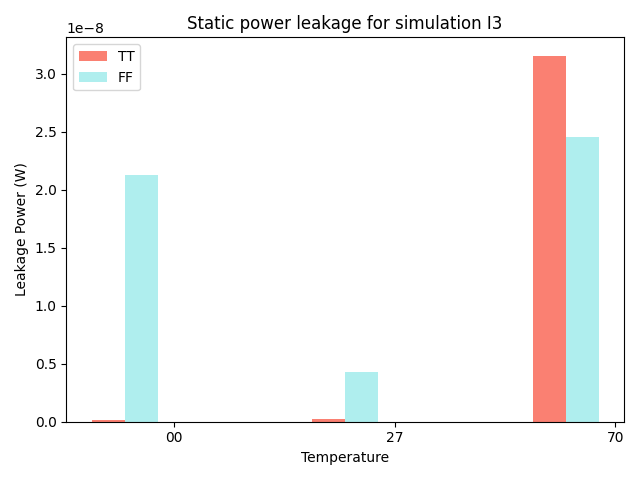 Static power leakage for simulation I3
1e−8
TT
FF
3.0
2.5
2.0
1.5
1.0
0.5
0.0
Leakage Power (W)
00
27
70
Temperature